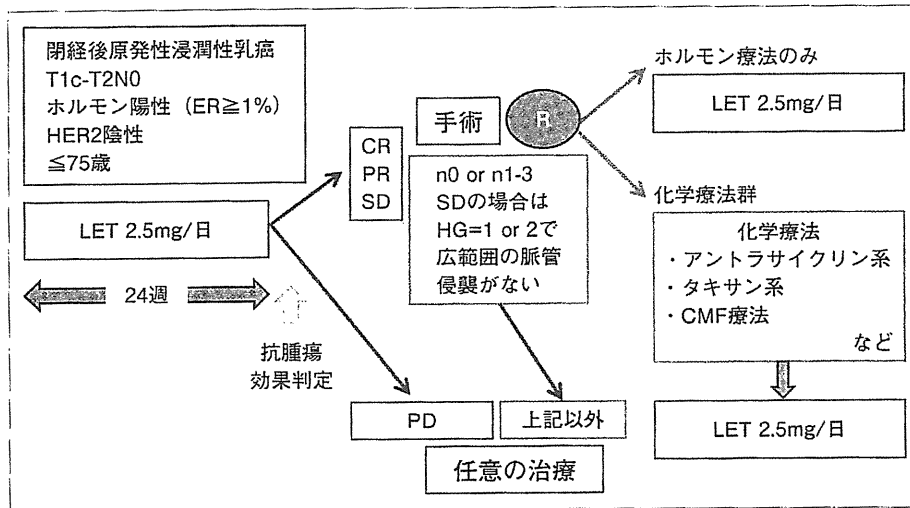 閉経後原発性浸潤性乳癌
T1c-T2N0
ホルモン陽性（ER≧1%）
HER2陰性
≦75歳
LET 2.5mg/日
24週
抗腫瘍
効果判定
CR
PR
SD
手術
R
n0 or n1-3
SDの場合は
HG=1 or 2で
広範囲の脈管
侵襲がない
PD
上記以外
任意の治療
ホルモン療法のみ
LET 2.5mg/日
化学療法群
化学療法
・アントラサイクリン系
・タキサン系
・CMF療法
など
LET 2.5mg/日